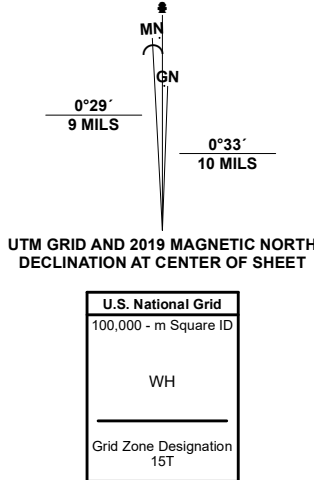 MN
GN
0°29´
9 MILS
0°33´
10 MILS
UTM GRID AND 2019 MAGNETIC NORTH
DECLINATION AT CENTER OF SHEET
U.S. National Grid
100,000 - m Square ID
WH
Grid Zone Designation
15T